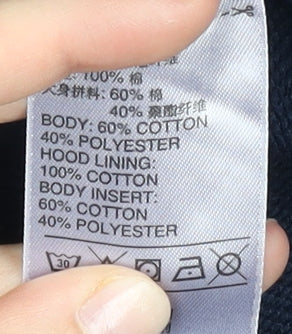 100% 棉
大身拼料: 60% 棉
40% 聚酯纤维
BODY: 60% COTTON
40% POLYESTER
HOOD LINING:
100% COTTON
BODY INSERT:
60% COTTON
40% POLYESTER
30